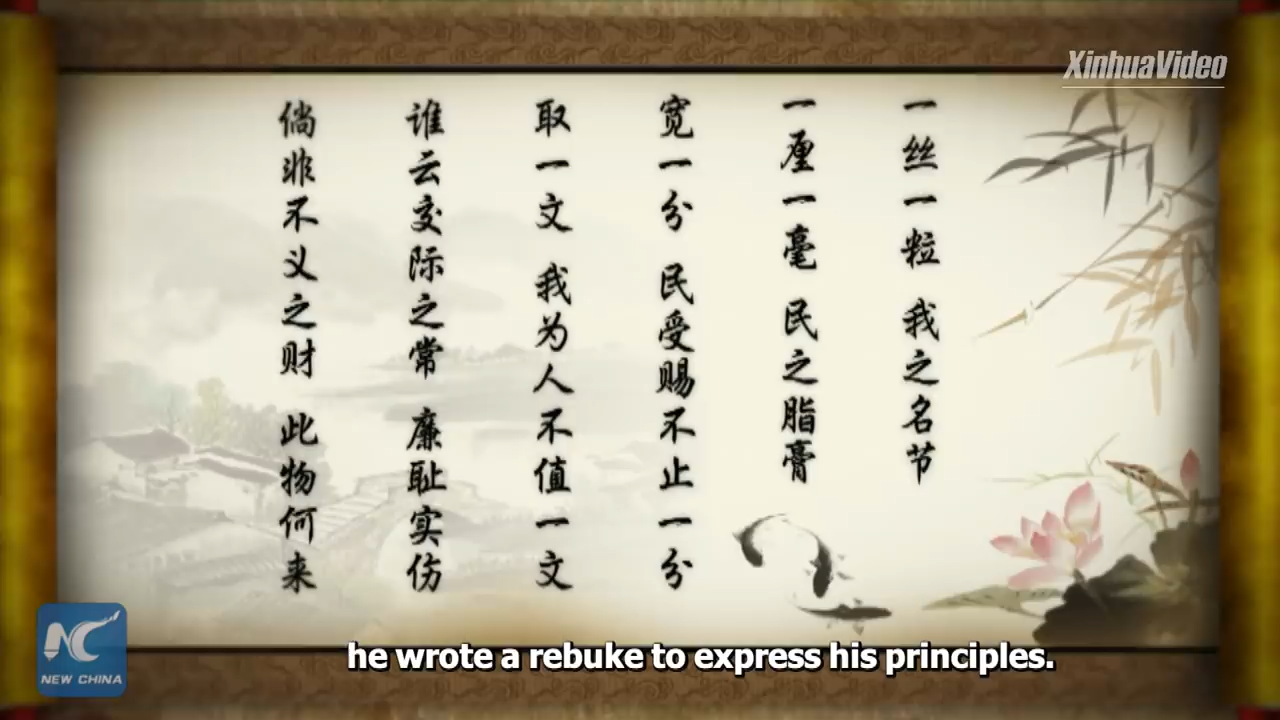 XinhuaVideo
一丝一粒 我之名节
一厘一毫 民之脂膏
宽一分 民受赐不止一分
取一文 我为人不值一文
谁云交际之常 廉耻实伤
倘非不义之财 此物何来
NC
NEW CHINA
he wrote a rebuke to express his principles.